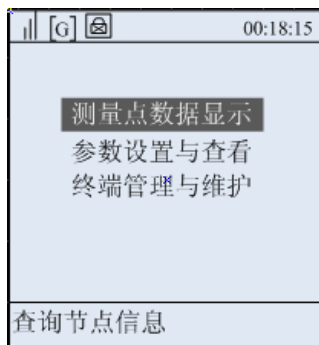 [G] 00:18:15
测量点数据显示
参数设置与查看
终端管理与维护
查询节点信息